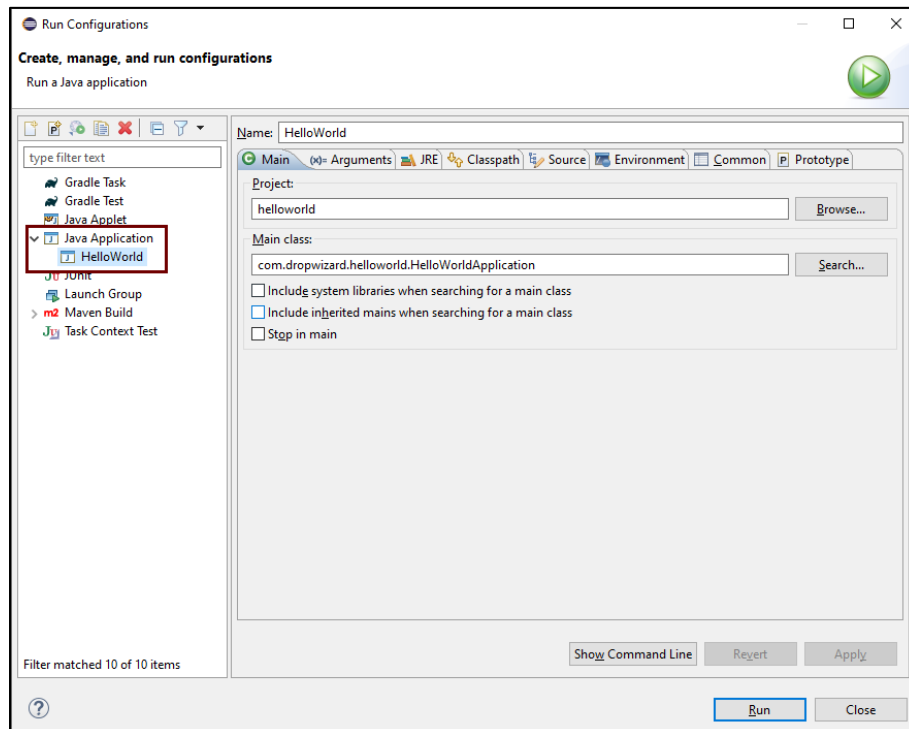 Run Configurations
Create, manage, and run configurations
Run a Java application
type filter text
Gradle Task
Gradle Test
Java Applet
Java Application
HelloWorld
JUnit
Launch Group
m2 Maven Build
Task Context Test
Filter matched 10 of 10 items
Name: HelloWorld
Main (x)= Arguments JRE Classpath Source Environment Common Prototype
Project:
helloworld Browse...
Main class:
com.dropwizard.helloworld.HelloWorldApplication Search...
Include system libraries when searching for a main class
Include inherited mains when searching for a main class
Stop in main
Show Command Line Revert Apply
Run Close